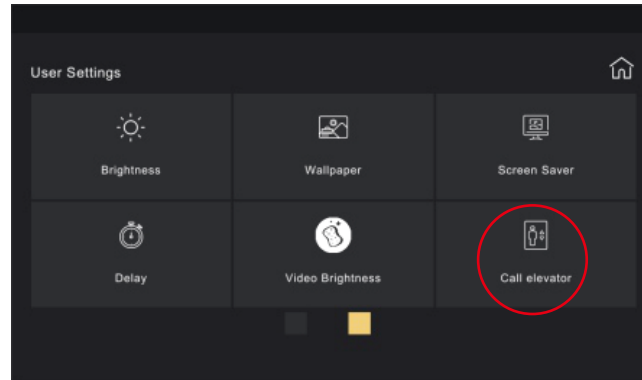 User Settings
Brightness
Wallpaper
Screen Saver
Delay
Video Brightness
Call elevator